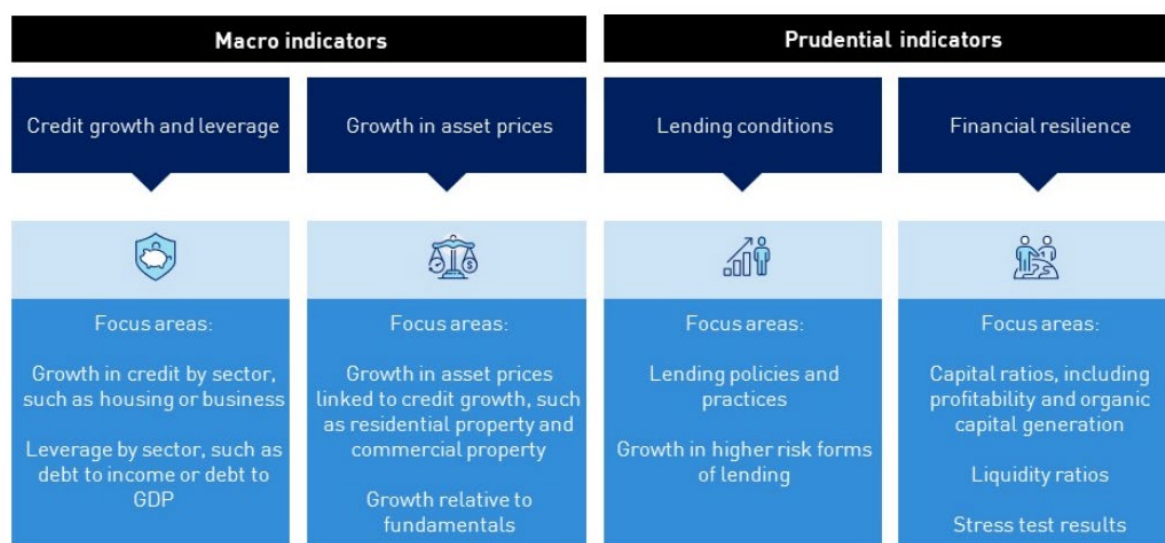 Macro indicators
Prudential indicators
Credit growth and leverage
Growth in asset prices
Lending conditions
Financial resilience
Focus areas:
Growth in credit by sector,
such as housing or business
Leverage by sector, such as
debt to income or debt to
GDP
Focus areas:
Growth in asset prices
linked to credit growth, such
as residential property and
commercial property
Growth relative to
fundamentals
Focus areas:
Lending policies and
practices
Growth in higher risk forms
of lending
Focus areas:
Capital ratios, including
profitability and organic
capital generation
Liquidity ratios
Stress test results